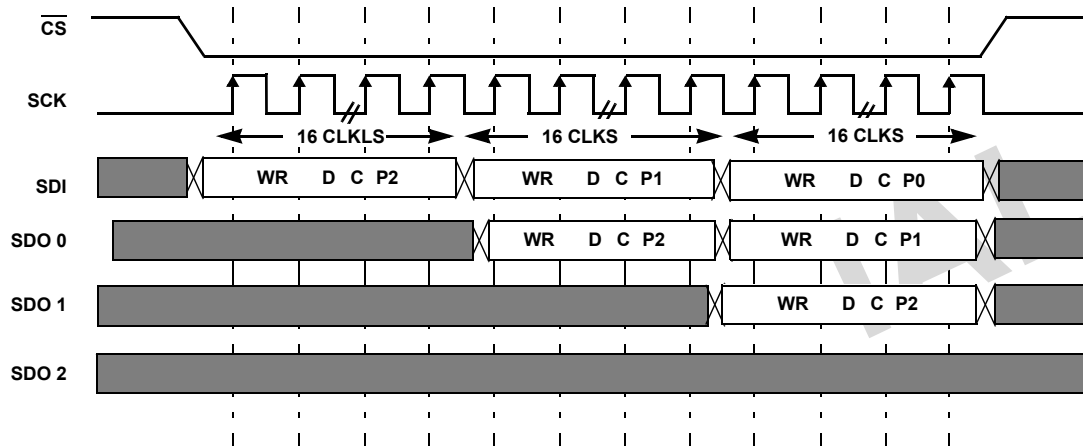 CS
SCK
16 CLKLS 16 CLKS 16 CLKS
SDI WR D C P2 WR D C P1 WR D C P0
SDO 0 WR D C P2 WR D C P1
SDO 1 WR D C P2
SDO 2